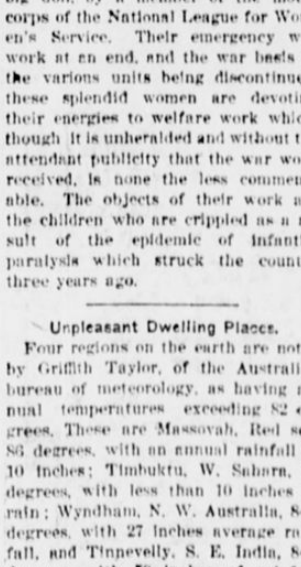 corps of the National League for Wo
en's Service. Their emergency w
work at an end, and the war basis
the various units being discontinue
these splendid women are devoti
their energies to welfare work whic
though it is unheralded and without t
attendant publicity that the war wo
received, is none the less commen
able. The objects of their work a
the children who are crippled as a r
sult of the epidemic of infant
paralysis which struck the coun
three years ago.
Unpleasant Dwelling Places.
Four regions on the earth are not
by Griffith Taylor, of the Australi
bureau of meteorology, as having a
nual temperatures exceeding 82 d
grees. These are Massovah, Red se
86 degrees, with an annual rainfall
10 inches; Timbuktu, W. Sahara,
degrees, with less than 10 inches
rain; Wyndham, N. W. Australia, 8
degrees, with 27 inches average ra
fall, and Tinnevelly, S. E. India, 8